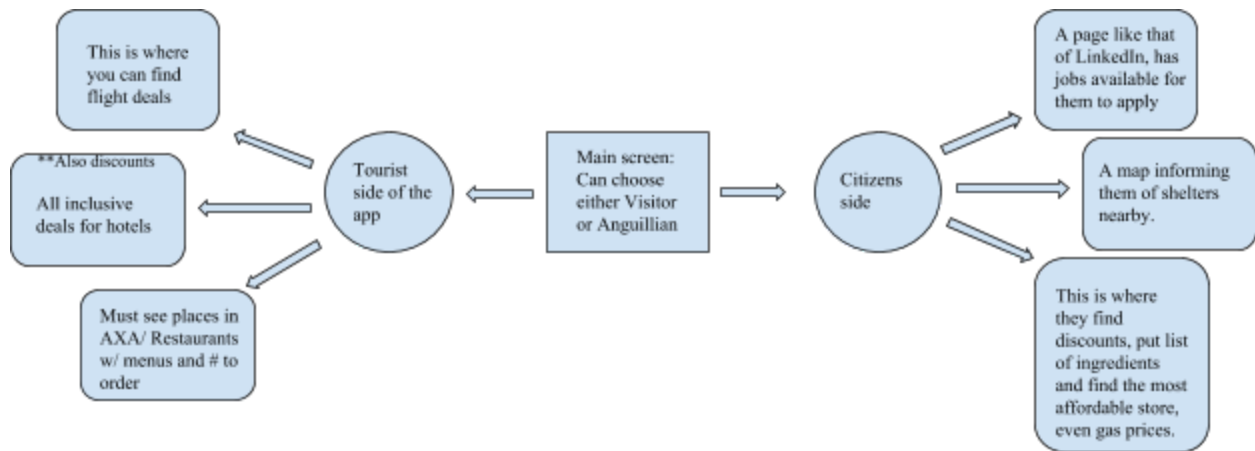 This is where
you can find
flight deals
**Also discounts
All inclusive
deals for hotels
Must see places in
AXA/ Restaurants
w/ menus and # to
order
Tourist
side of the
app
Main screen:
Can choose
either Visitor
or Anguillian
Citizens
side
A page like that
of LinkedIn, has
jobs available for
them to apply
A map informing
them of shelters
nearby.
This is where
they find
discounts, put list
of ingredients
and find the most
affordable store,
even gas prices.